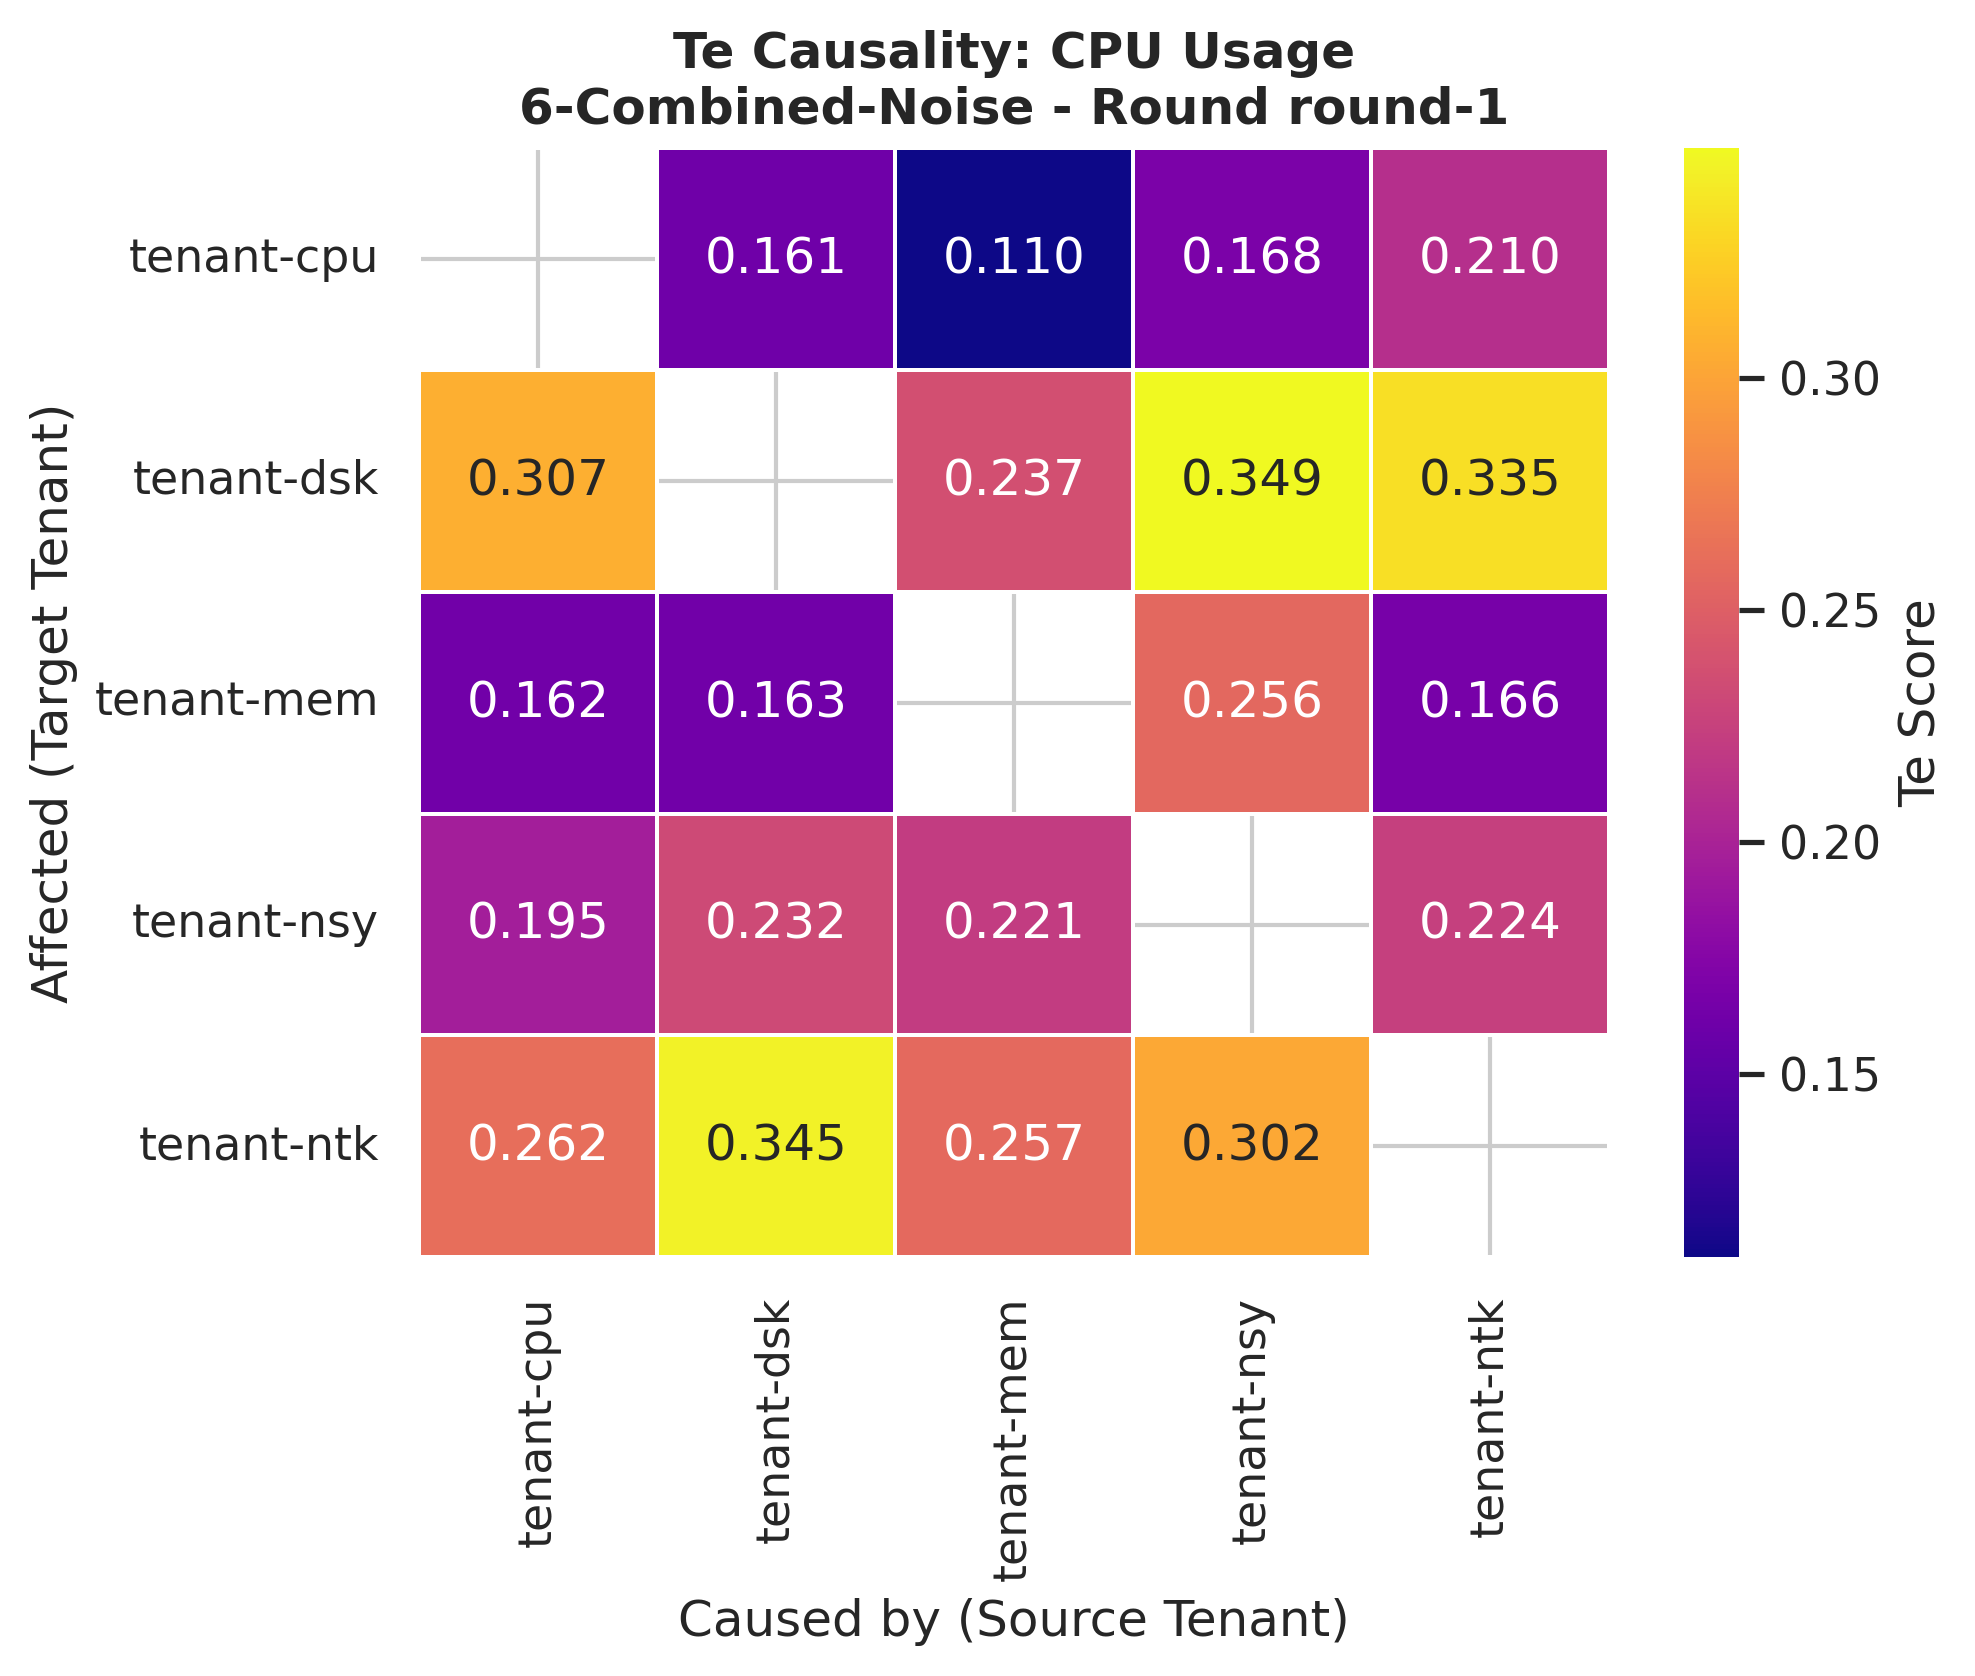 Te Causality: CPU Usage
6-Combined-Noise - Round round-1
Affected (Target Tenant)
tenant-cpu
0.161 0.110 0.168 0.210
tenant-dsk
0.307 0.237 0.349 0.335
tenant-mem
0.162 0.163 0.256 0.166
tenant-nsy
0.195 0.232 0.221 0.224
tenant-ntk
0.262 0.345 0.257 0.302
tenant-cpu
tenant-dsk
tenant-mem
tenant-nsy
tenant-ntk
Caused by (Source Tenant)
0.30
0.25
0.20
0.15
Te Score